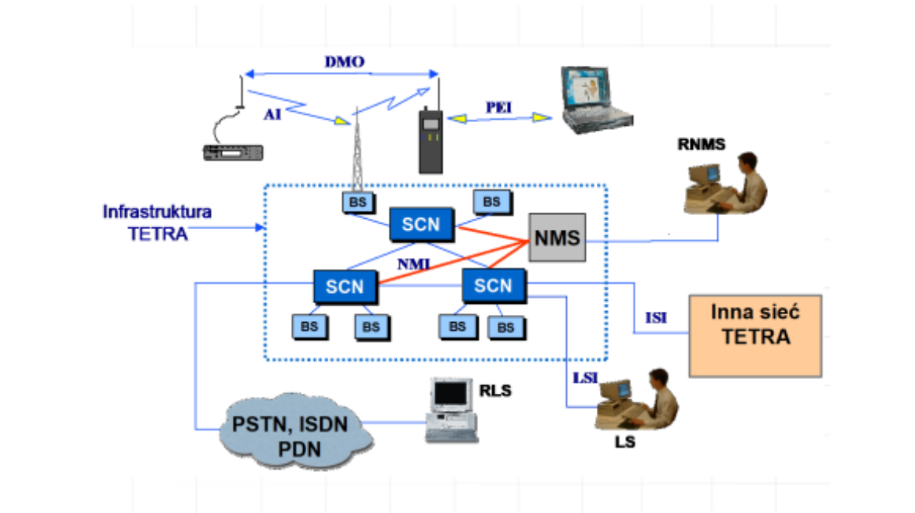 DMO
AI
PEI
RNMS
BS
BS
Infrastruktura
TETRA
SCN
NMS
NMI
SCN
SCN
BS
BS
BS
BS
ISI
Inna sieć
TETRA
LSI
RLS
PSTN, ISDN
PDN
LS